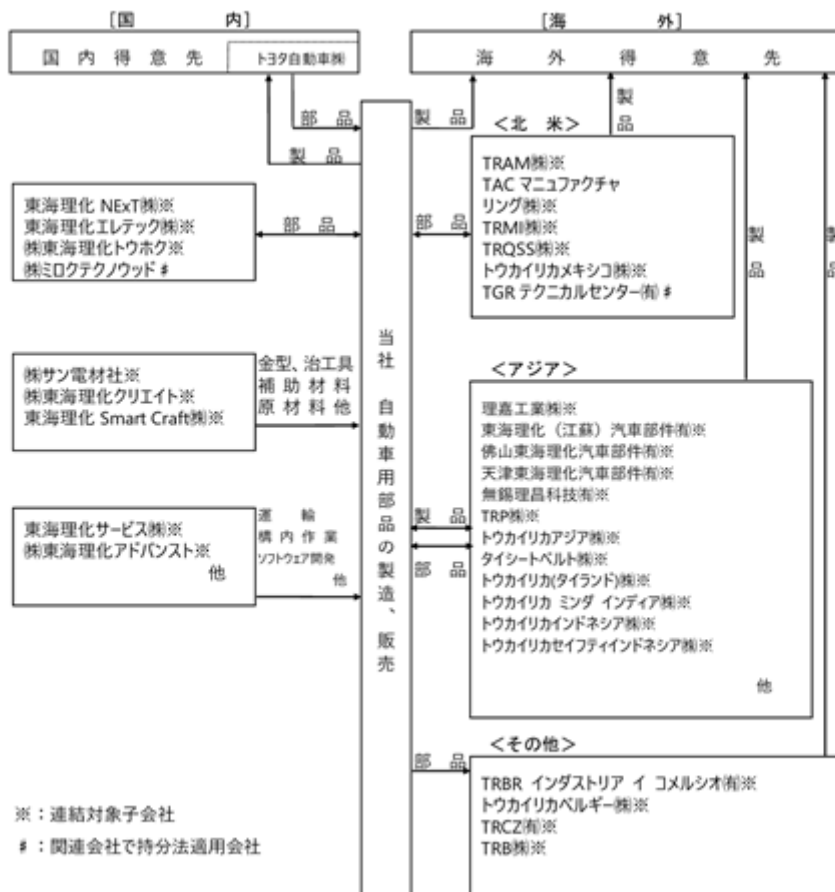 [国 内]
国 内 得 意 先
トヨタ自動車㈱
[海 外]
海 外 得 意 先
部 品
製 品
製 品
製 品
<北 米>
TRAM㈱※
TAC マニュファクチャ
リング㈱※
TRMI㈱※
TRQSS㈱※
トウカイリカメキシコ㈱※
TGR テクニカルセンター㈲♯
部 品
製 品
製 品
東海理化 NExT㈱※
東海理化エレテック㈱※
㈱東海理化トウホク※
㈱ミロクテクノウッド♯
部 品
当社 自動車用部品の製造、販売
㈱サン電材社※
㈱東海理化クリエイト※
東海理化 Smart Craft㈱※
金型、治工具
補 助 材 料
原 材 料 他
東海理化サービス㈱※
㈱東海理化アドバンスト※
他
運 輸
構 内 作 業
ソフトウェア開発
他
<アジア>
理嘉工業㈱※
東海理化(江蘇)汽車部件㈲※
佛山東海理化汽車部件㈲※
天津東海理化汽車部件㈲※
無錫理昌科技㈲※
TRP㈱※
トウカイリカアジア㈱※
タイシートベルト㈱※
トウカイリカ(タイランド)㈱※
トウカイリカ ミンダ インディア㈱※
トウカイリカインドネシア㈱※
トウカイリカセイフティインドネシア㈱※
他
製 品
部 品
<その他>
部 品
TRBR インダストリア イ コメルシオ㈲※
トウカイリカベルギー㈱※
TRCZ㈲※
TRB㈱※
※：連結対象子会社
♯：関連会社で持分法適用会社